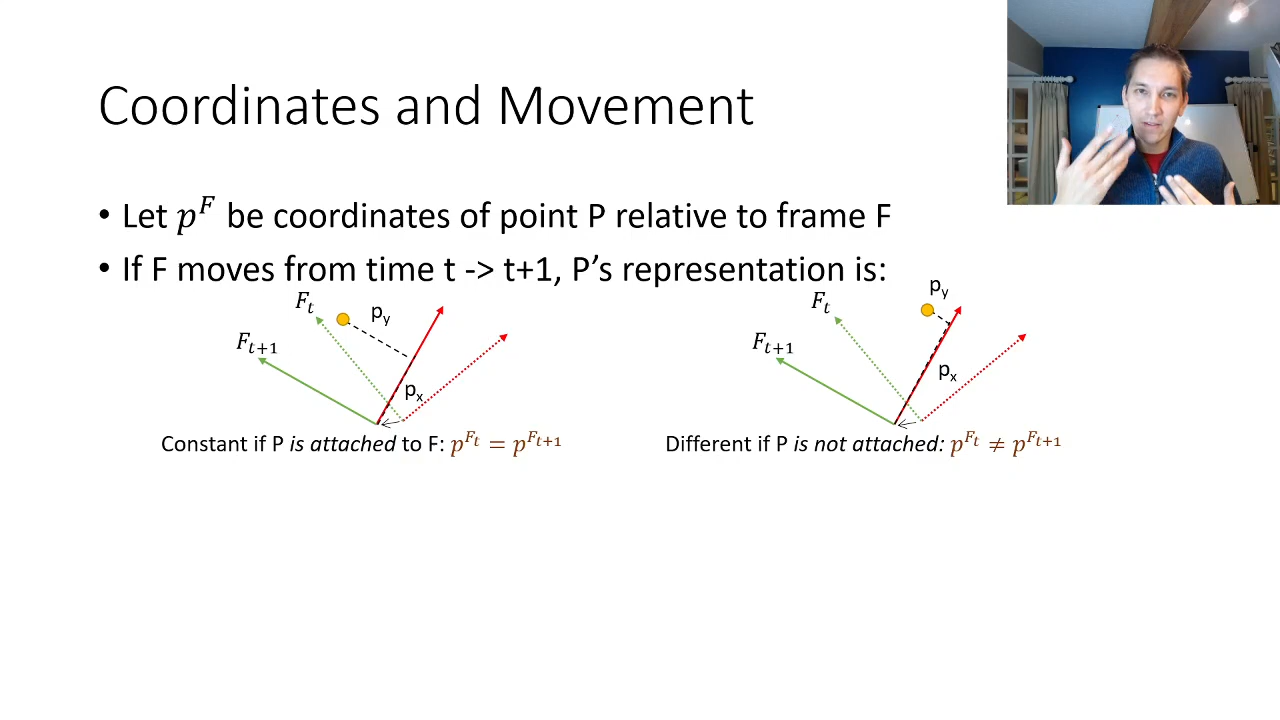 Coordinates and Movement
• Let p^F be coordinates of point P relative to frame F
• If F moves from time t -> t+1, P's representation is:
F_t
p_y
F_{t+1}
p_x
Constant if P is attached to F: p^{F_t} = p^{F_{t+1}}
p_y
F_t
F_{t+1}
p_x
Different if P is not attached: p^{F_t} ≠ p^{F_{t+1}}